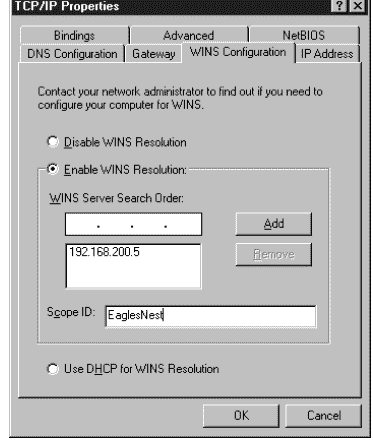 TCP/IP Properties
Bindings Advanced NetBIOS
DNS Configuration Gateway WINS Configuration IP Address
Contact your network administrator to find out if you need to
configure your computer for WINS.
Disable WINS Resolution
Enable WINS Resolution:
WINS Server Search Order:
. . . Add
192.168.200.5 Remove
Scope ID: EaglesNest
Use DHCP for WINS Resolution
OK Cancel